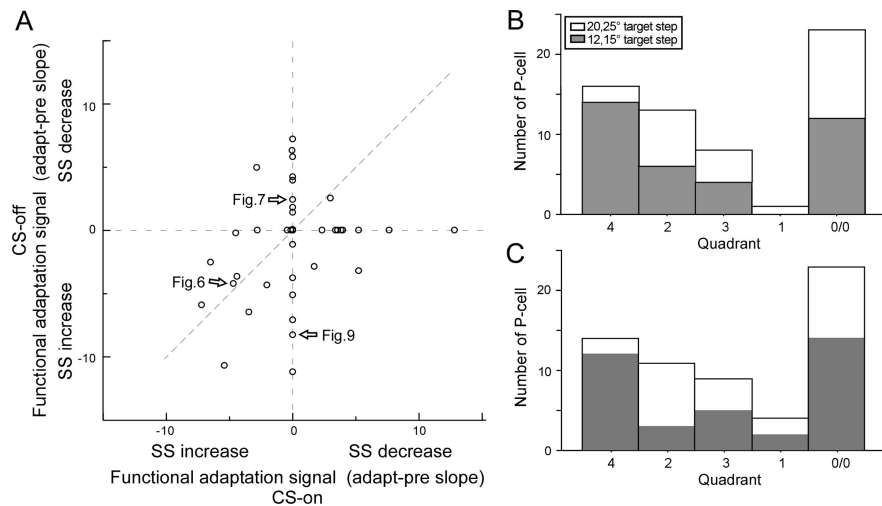 A
CS-off
Functional adaptation signal (adapt-pre slope)
SS increase
SS decrease
10
0
-10
Fig.7
Fig.6
Fig.9
-10
0
10
SS increase
SS decrease
Functional adaptation signal (adapt-pre slope)
CS-on
B
20,25° target step
12,15° target step
Number of P-cell
20
10
0
4
2
3
1
0/0
Quadrant
C
Number of P-cell
20
10
0
4
2
3
1
0/0
Quadrant